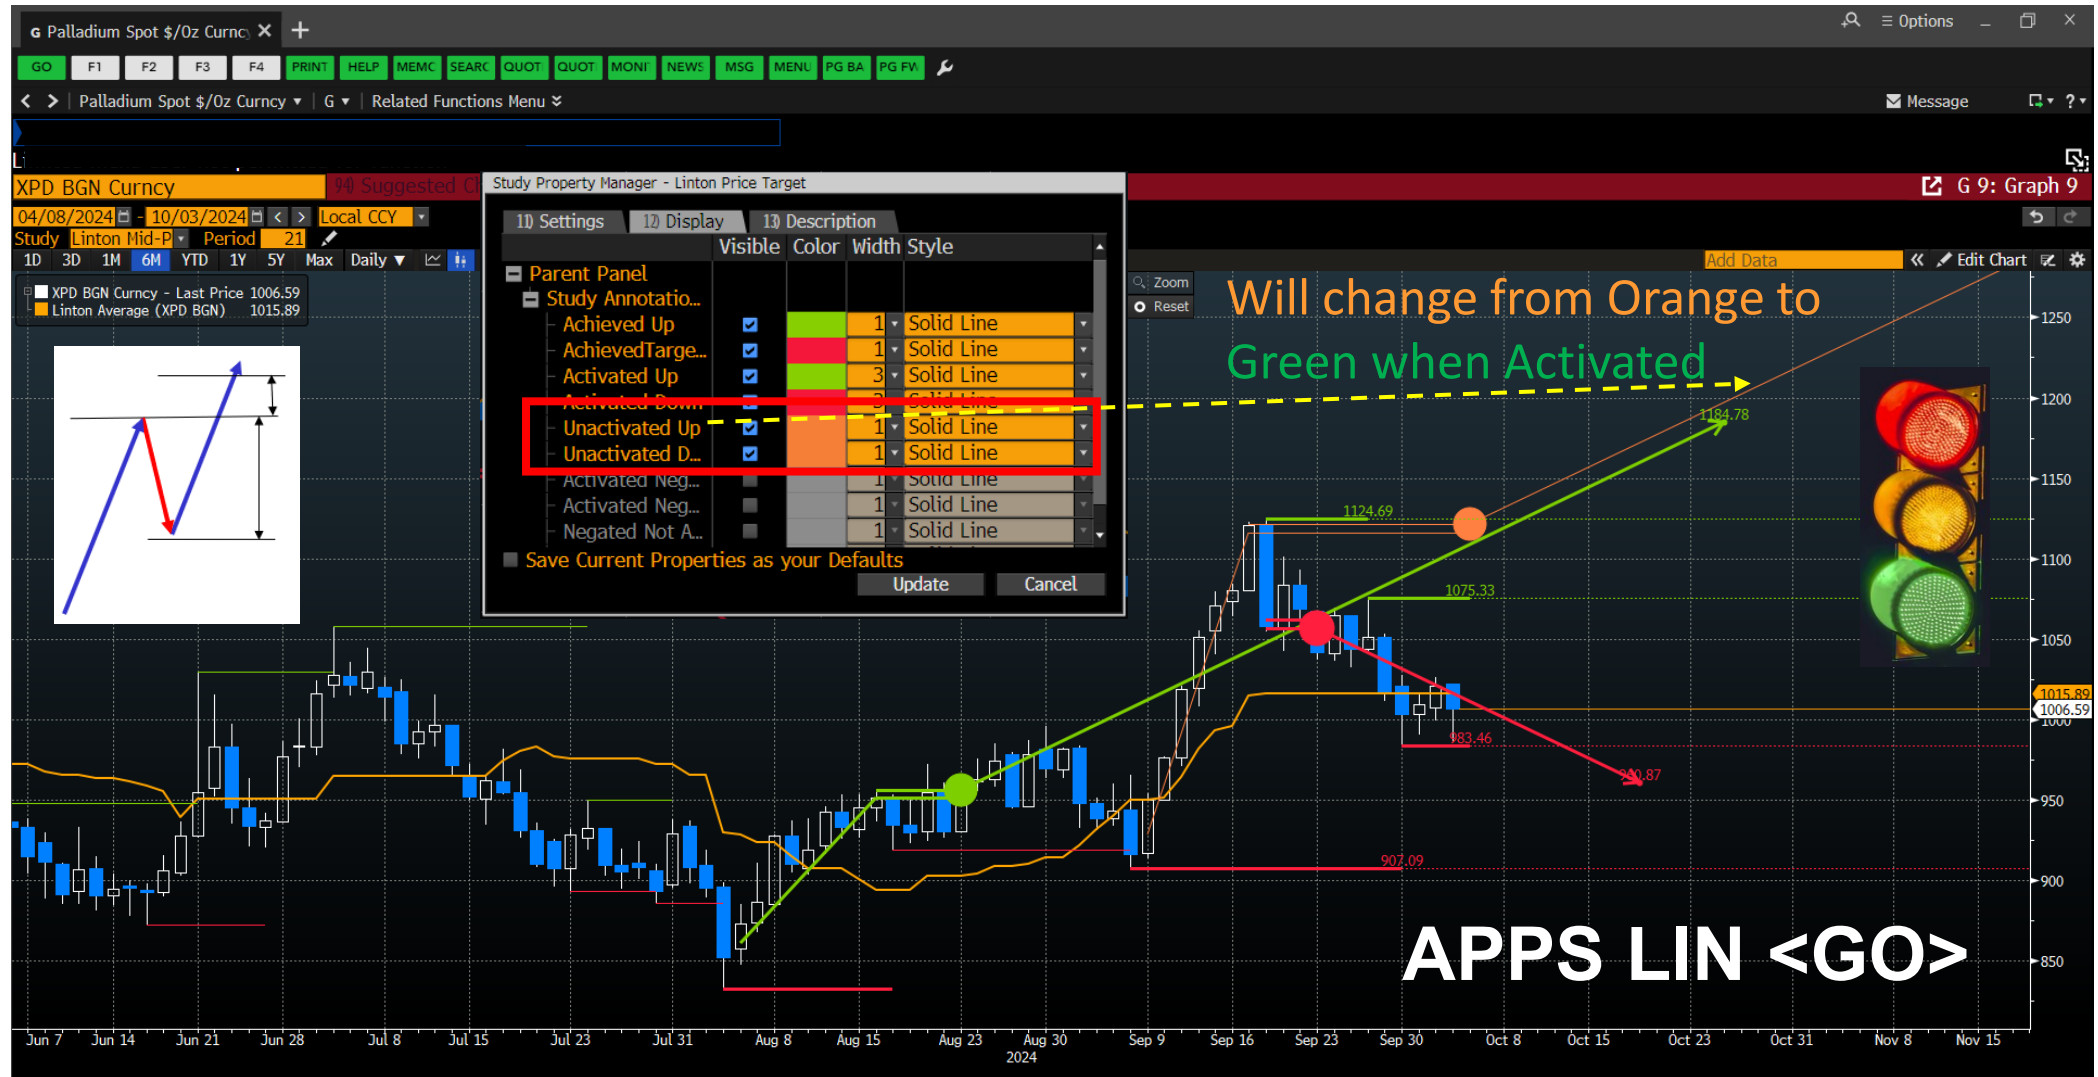 G Palladium Spot $/Oz Curnc
Options
GO F1 F2 F3 F4 PRINT HELP MEMC SEARC QUOT QUOT MONI NEWS MSG MENU PG BA PG FW
Palladium Spot $/Oz Curncy G Related Functions Menu
Message ?
XPD BGN Curncy 94) Suggested C
G 9: Graph 9
04/08/2024 - 10/03/2024 Local CCY
Study Linton Mid-P Period 21
1D 3D 1M 6M YTD 1Y 5Y Max Daily
Add Data Edit Chart
XPD BGN Curncy - Last Price 1006.59
Linton Average (XPD BGN) 1015.89
Study Property Manager - Linton Price Target
11) Settings 12) Display 13) Description
Visible Color Width Style
Parent Panel
Study Annotatio...
Achieved Up 1 Solid Line
AchievedTarge... 1 Solid Line
Activated Up 3 Solid Line
Activated Down 3 Solid Line
Unactivated Up 1 Solid Line
Unactivated D... 1 Solid Line
Activated Neg... 1 Solid Line
Activated Neg... 1 Solid Line
Negated Not A... 1 Solid Line
Save Current Properties as your Defaults
Update Cancel
Zoom
Reset
Will change from Orange to
Green when Activated
1184.78
1124.69
1075.33
983.46
907.09
1250
1200
1150
1100
1050
1015.89
1006.59
1000
950
900
850
APPS LIN <GO>
Jun 7 Jun 14 Jun 21 Jun 28 Jul 8 Jul 15 Jul 23 Jul 31 Aug 8 Aug 15 Aug 23 Aug 30 Sep 9 Sep 16 Sep 23 Sep 30 Oct 8 Oct 15 Oct 23 Oct 31 Nov 8 Nov 15
2024